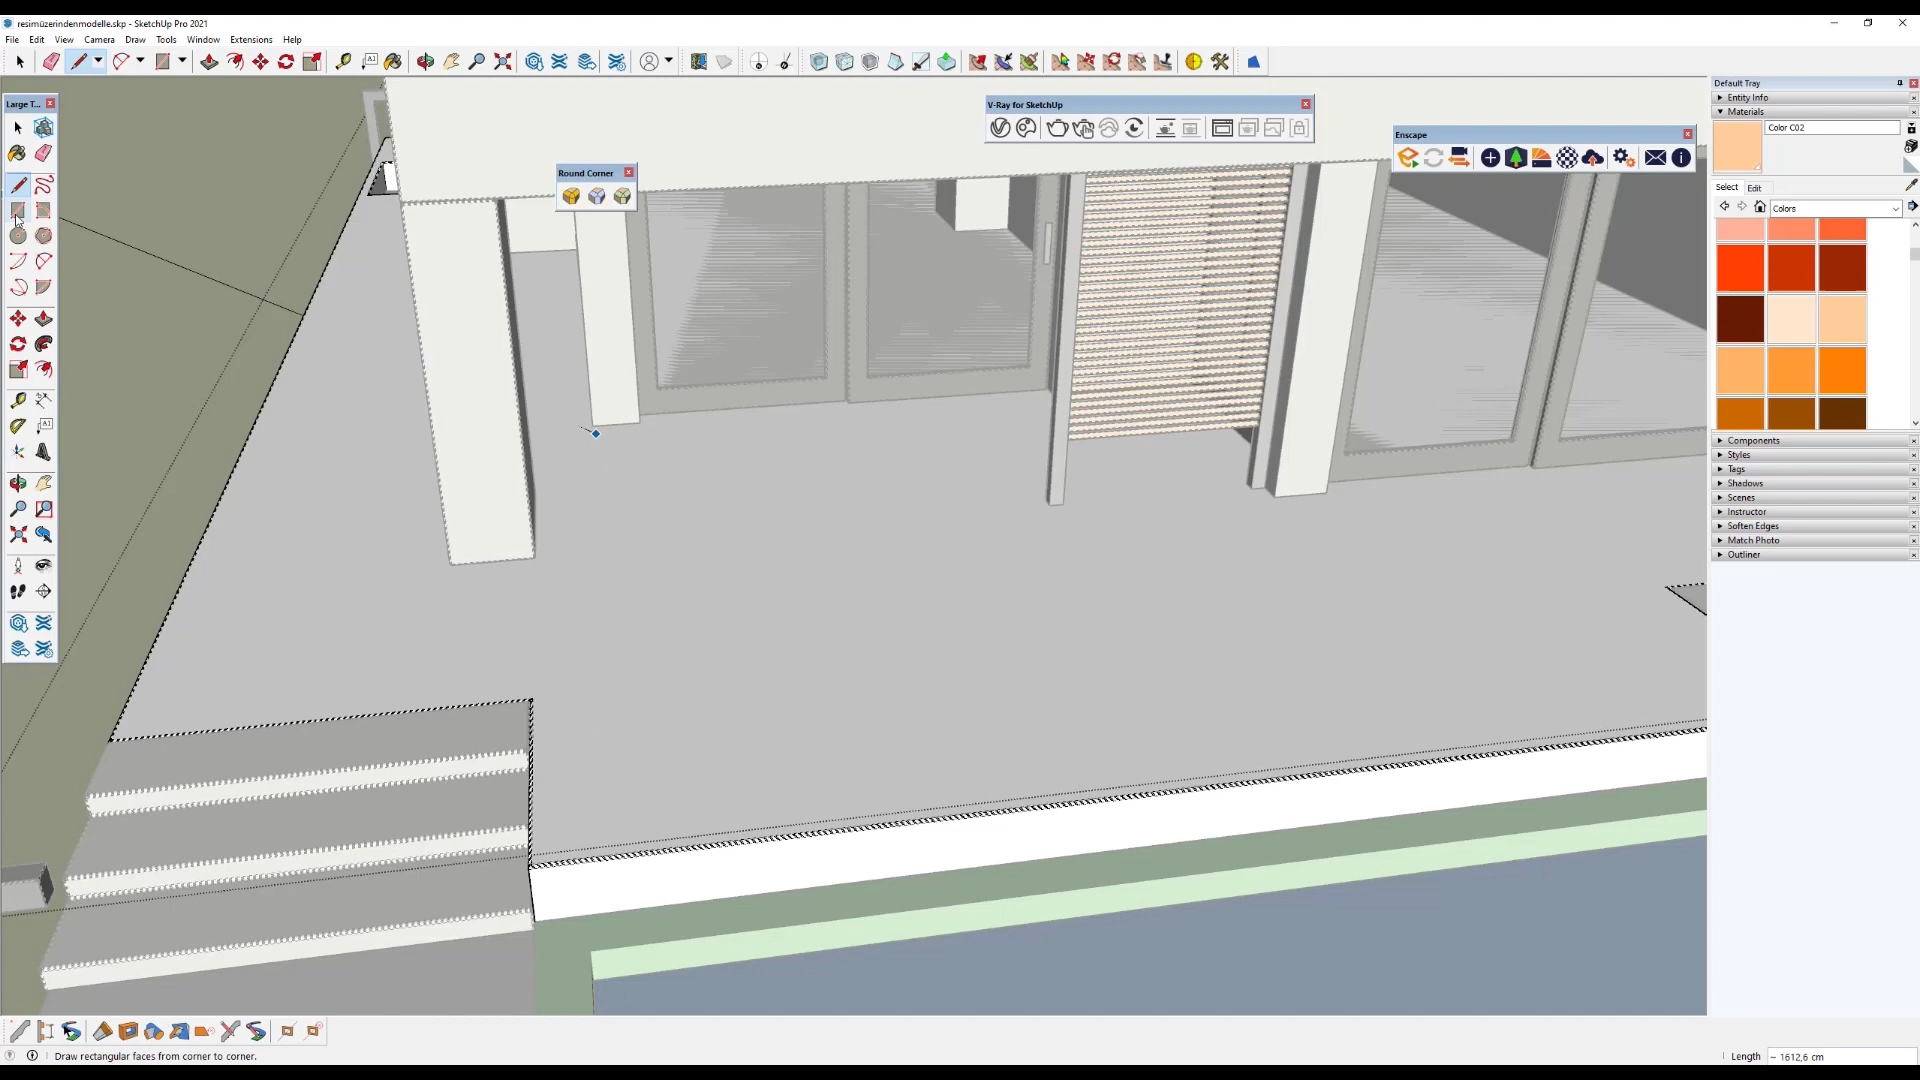 resimüzerindenmodelle.skp - SketchUp Pro 2021
File Edit View Camera Draw Tools Window Extensions Help
Large T...
V-Ray for SketchUp
Enscape
Round Corner
Default Tray
Entity Info
Materials
Color C02
Select Edit
Colors
Components
Styles
Tags
Shadows
Scenes
Instructor
Soften Edges
Match Photo
Outliner
Draw rectangular faces from corner to corner.
Length ~ 1612,6 cm